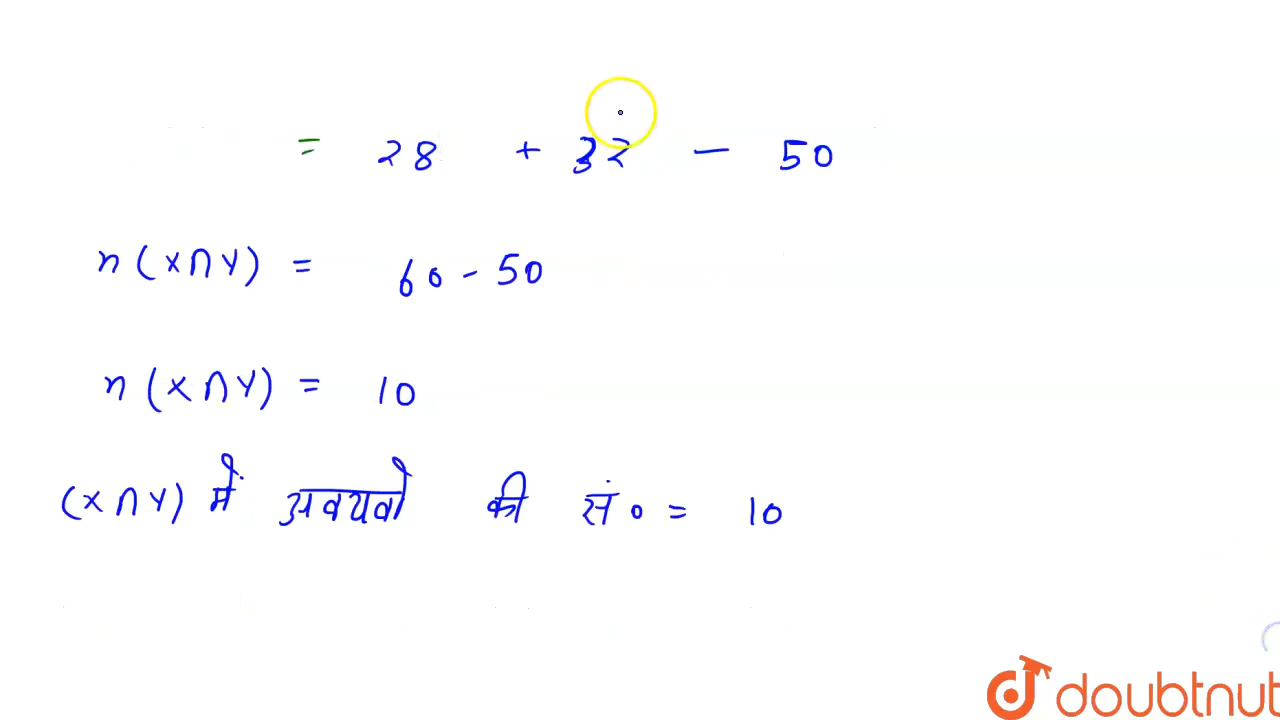 = 28 + 32 - 50
n(X∩Y) = 60 - 50
n(X∩Y) = 10
(X∩Y) में अवयवो की सं० = 10
doubtnut